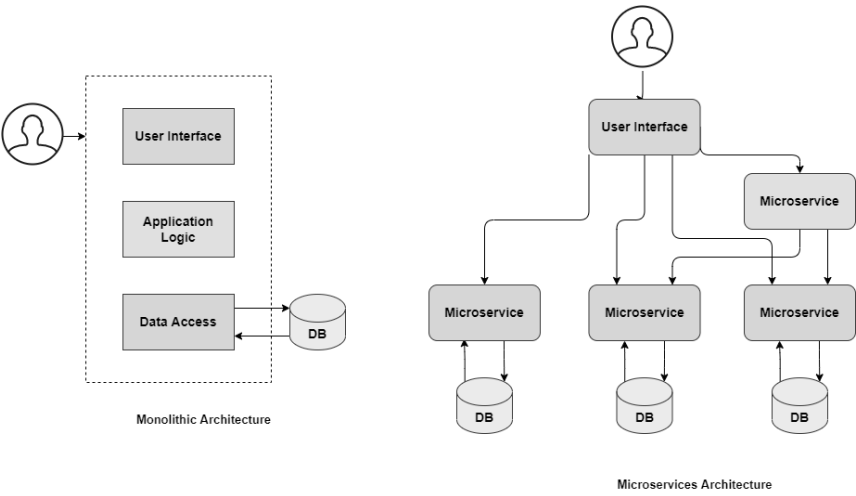 User Interface
Application
Logic
Data Access
DB
Monolithic Architecture
User Interface
Microservice
Microservice
Microservice
Microservice
DB
DB
DB
Microservices Architecture